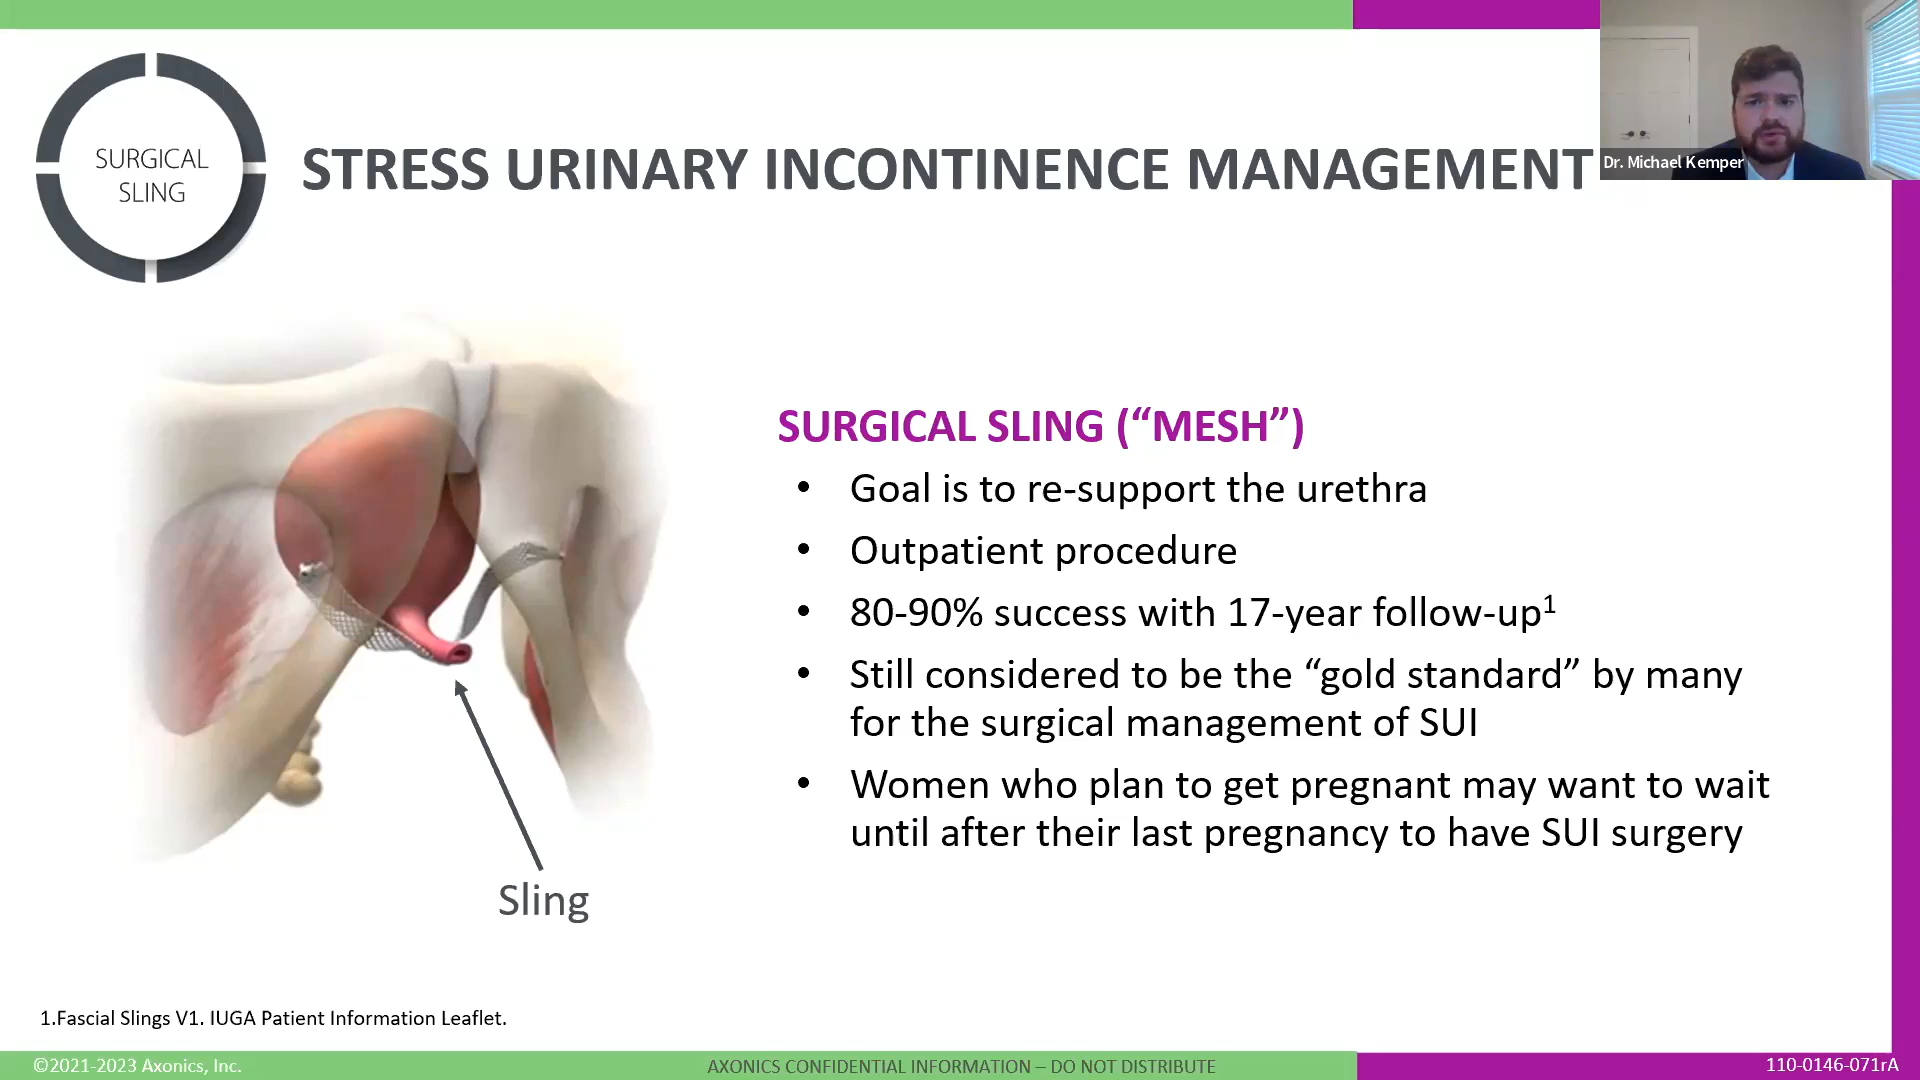 SURGICAL
SLING
STRESS URINARY INCONTINENCE MANAGEMENT
Dr. Michael Kemper
SURGICAL SLING (“MESH”)
• Goal is to re-support the urethra
• Outpatient procedure
• 80-90% success with 17-year follow-up1
• Still considered to be the “gold standard” by many
for the surgical management of SUI
• Women who plan to get pregnant may want to wait
until after their last pregnancy to have SUI surgery
Sling
1.Fascial Slings V1. IUGA Patient Information Leaflet.
©2021-2023 Axonics, Inc.
AXONICS CONFIDENTIAL INFORMATION – DO NOT DISTRIBUTE
110-0146-071rA